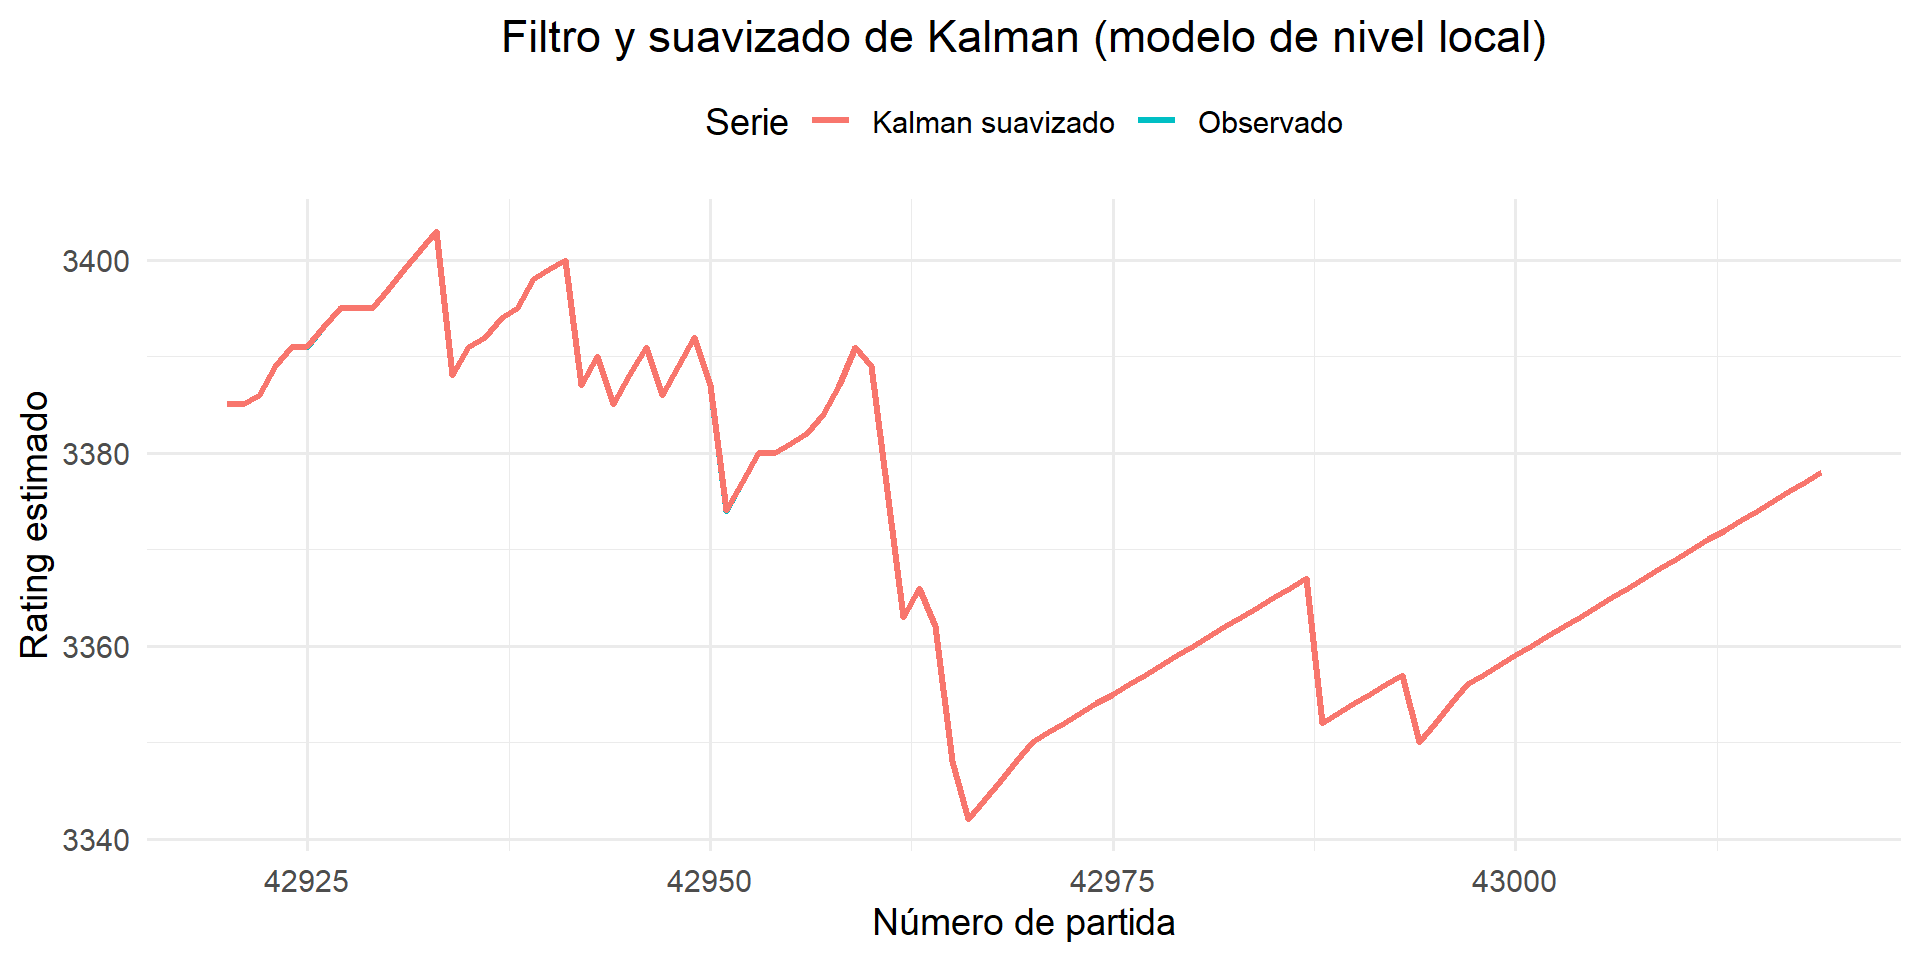 Filtro y suavizado de Kalman (modelo de nivel local)
Serie Kalman suavizado Observado
Rating estimado
3400
3380
3360
3340
42925 42950 42975 43000
Número de partida